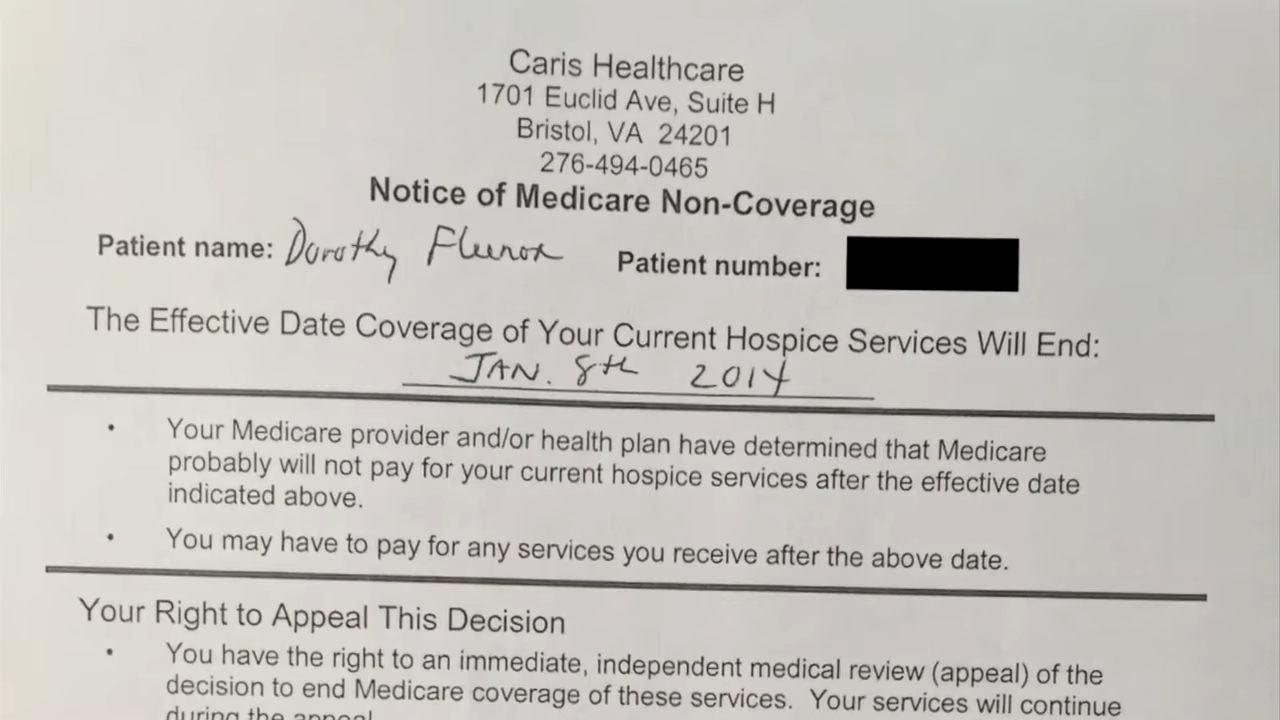 Caris Healthcare
1701 Euclid Ave, Suite H
Bristol, VA 24201
276-494-0465
Notice of Medicare Non-Coverage
Patient name: Dorothy Patient number:
The Effective Date Coverage of Your Current Hospice Services Will End:
JAN. 8th 2014
• Your Medicare provider and/or health plan have determined that Medicare
probably will not pay for your current hospice services after the effective date
indicated above.
• You may have to pay for any services you receive after the above date.
Your Right to Appeal This Decision
• You have the right to an immediate, independent medical review (appeal) of the
decision to end Medicare coverage of these services. Your services will continue
during the appeal